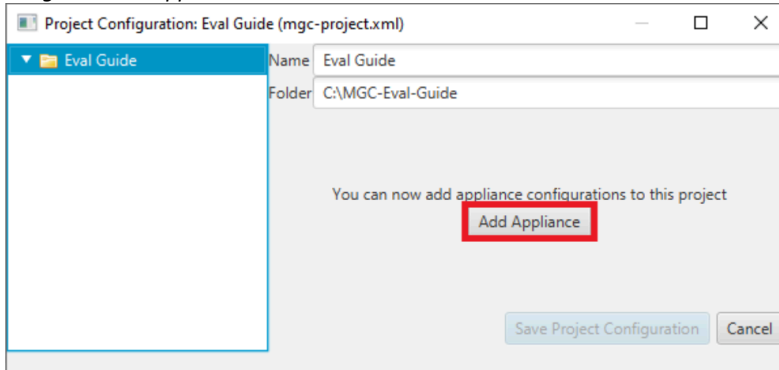 Project Configuration: Eval Guide (mgc-project.xml)
Eval Guide
Name Eval Guide
Folder C:\MGC-Eval-Guide
You can now add appliance configurations to this project
Add Appliance
Save Project Configuration Cancel